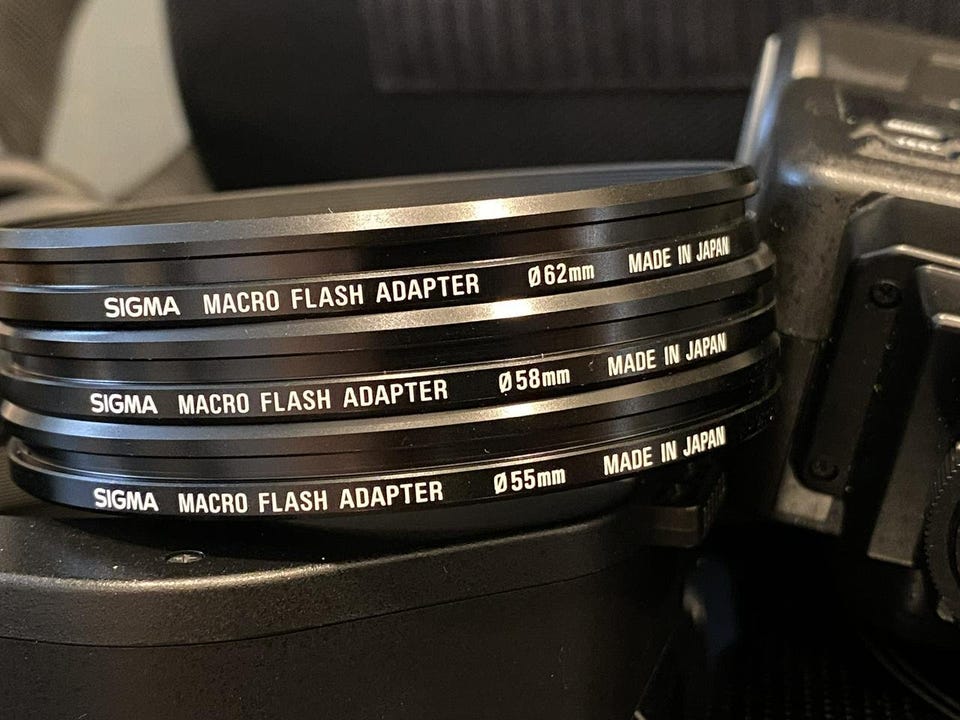 SIGMA MACRO FLASH ADAPTER Ø62mm MADE IN JAPAN
SIGMA MACRO FLASH ADAPTER Ø58mm MADE IN JAPAN
SIGMA MACRO FLASH ADAPTER Ø55mm MADE IN JAPAN